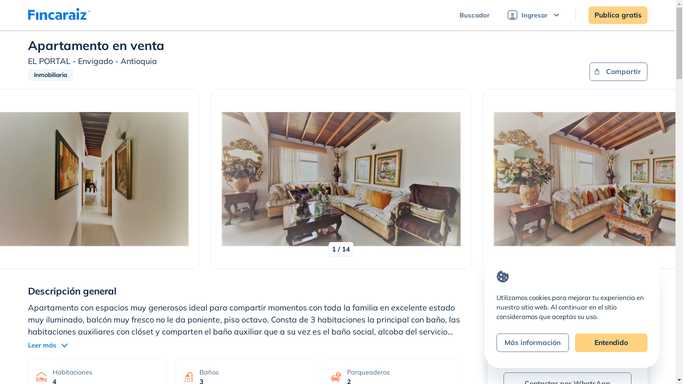 Fincaraiz
Buscador
Ingresar
Publica gratis
Apartamento en venta
EL PORTAL - Envigado - Antioquia
Inmobiliaria
Compartir
1 / 14
Descripción general
Apartamento con espacios muy generosos ideal para compartir momentos con toda la familia en excelente estado
muy iluminado, balcón muy fresco no le da poniente, piso octavo. Consta de 3 habitaciones la principal con baño, las
habitaciones auxiliares con clóset y comparten el baño auxiliar que a su vez es el baño social, alcoba del servicio...
Leer más
Habitaciones
4
Baños
3
Parqueaderos
2
Utilizamos cookies para mejorar tu experiencia en
nuestro sitio web. Al continuar en el sitio
consideramos que aceptas su uso.
Más información
Entendido
Contactar por WhatsApp